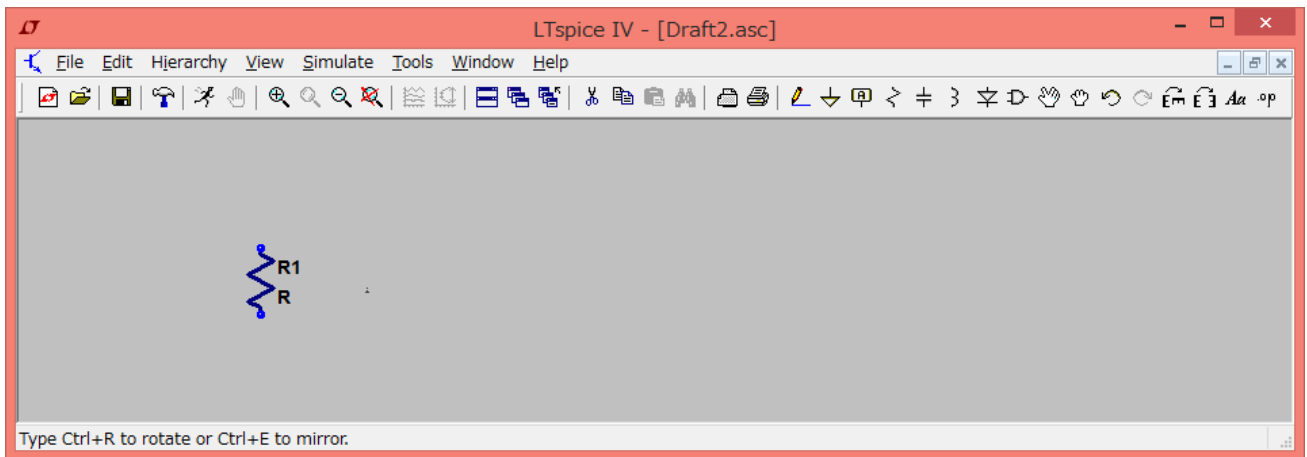 LTspice IV - [Draft2.asc]
File Edit Hierarchy View Simulate Tools Window Help
A Aa .op
R1
R
Type Ctrl+R to rotate or Ctrl+E to mirror.